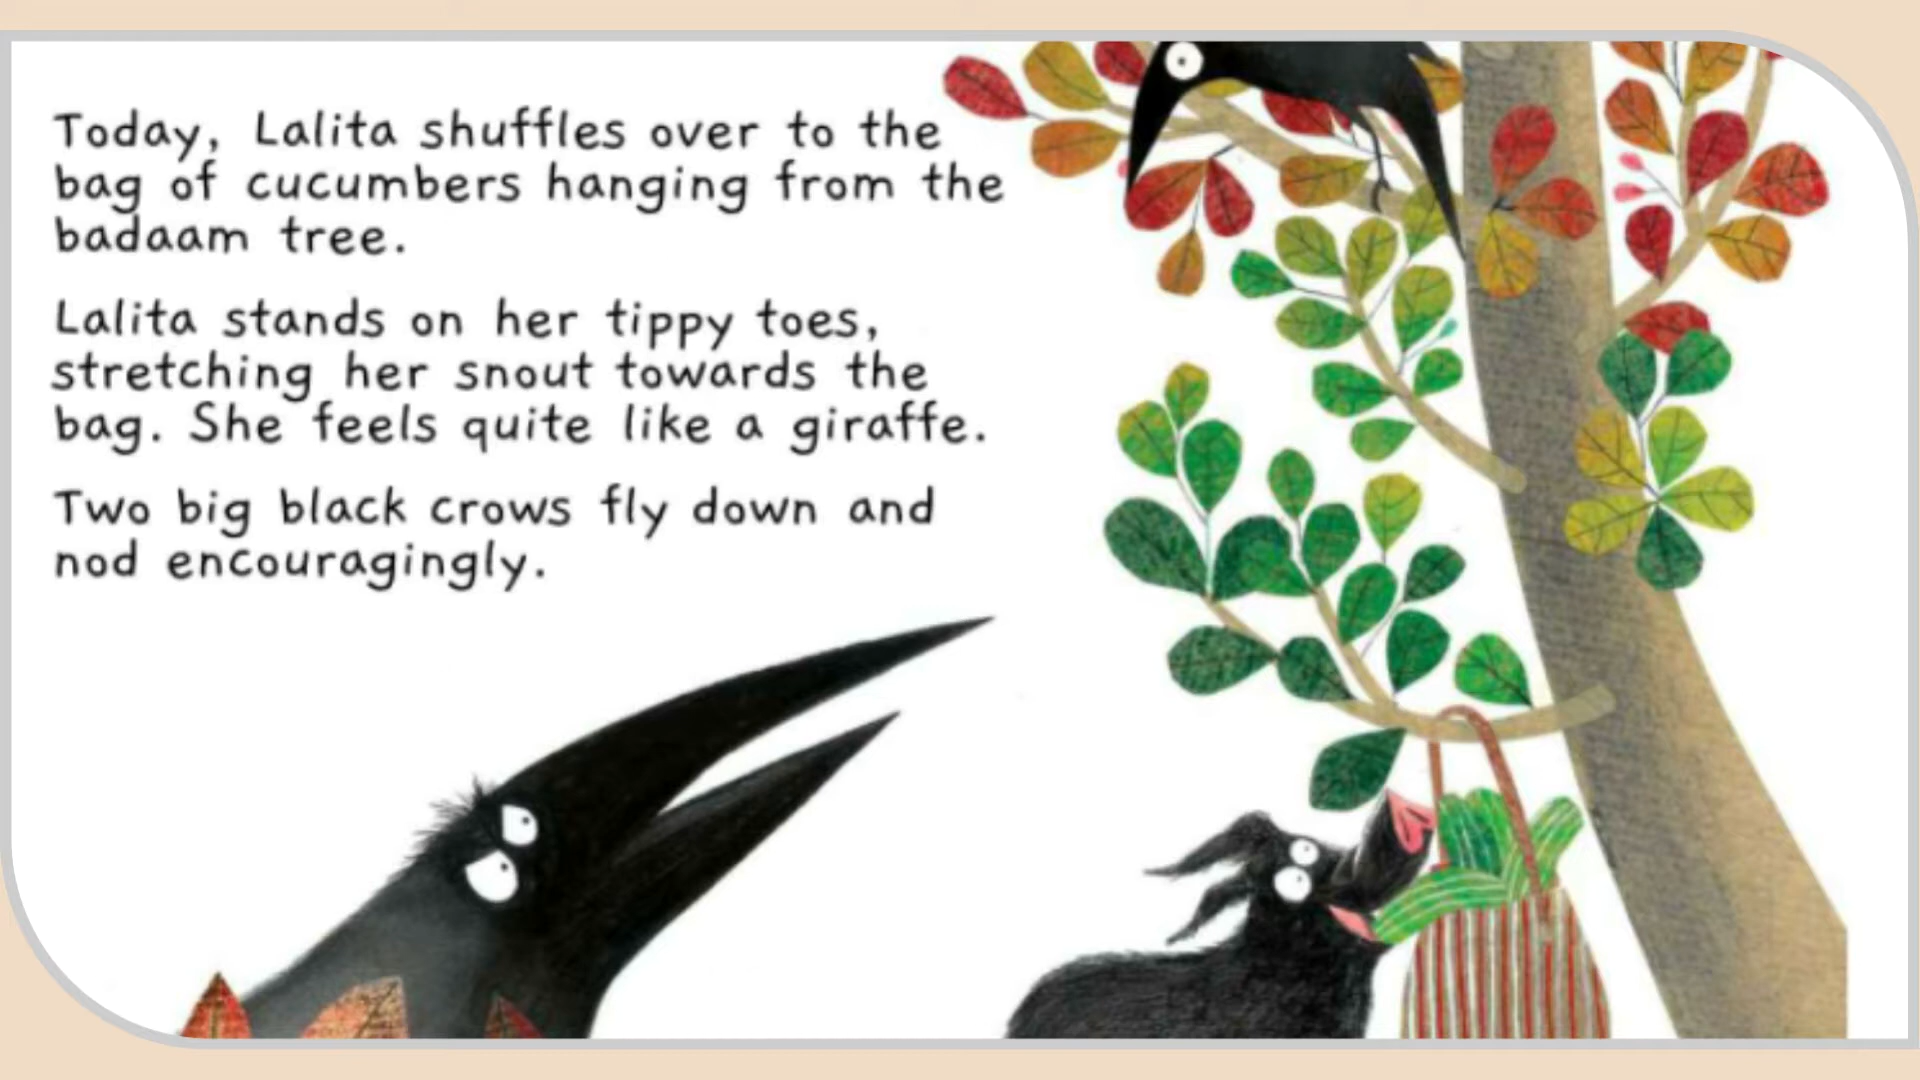 Today, Lalita shuffles over to the
bag of cucumbers hanging from the
badaam tree.
Lalita stands on her tippy toes,
stretching her snout towards the
bag. She feels quite like a giraffe.
Two big black crows fly down and
nod encouragingly.